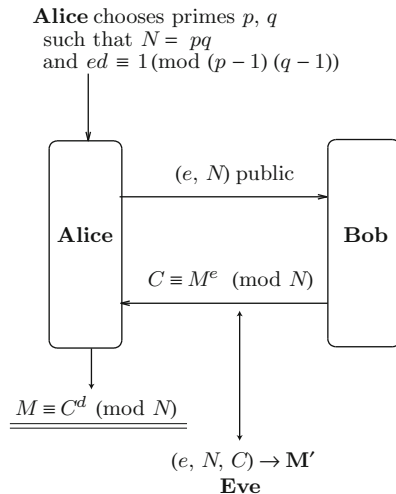 Alice chooses primes p, q
such that N = pq
and ed ≡ 1 (mod (p − 1) (q − 1))
(e, N) public
Alice
Bob
C ≡ M^e (mod N)
M ≡ C^d (mod N)
(e, N, C) → M′
Eve